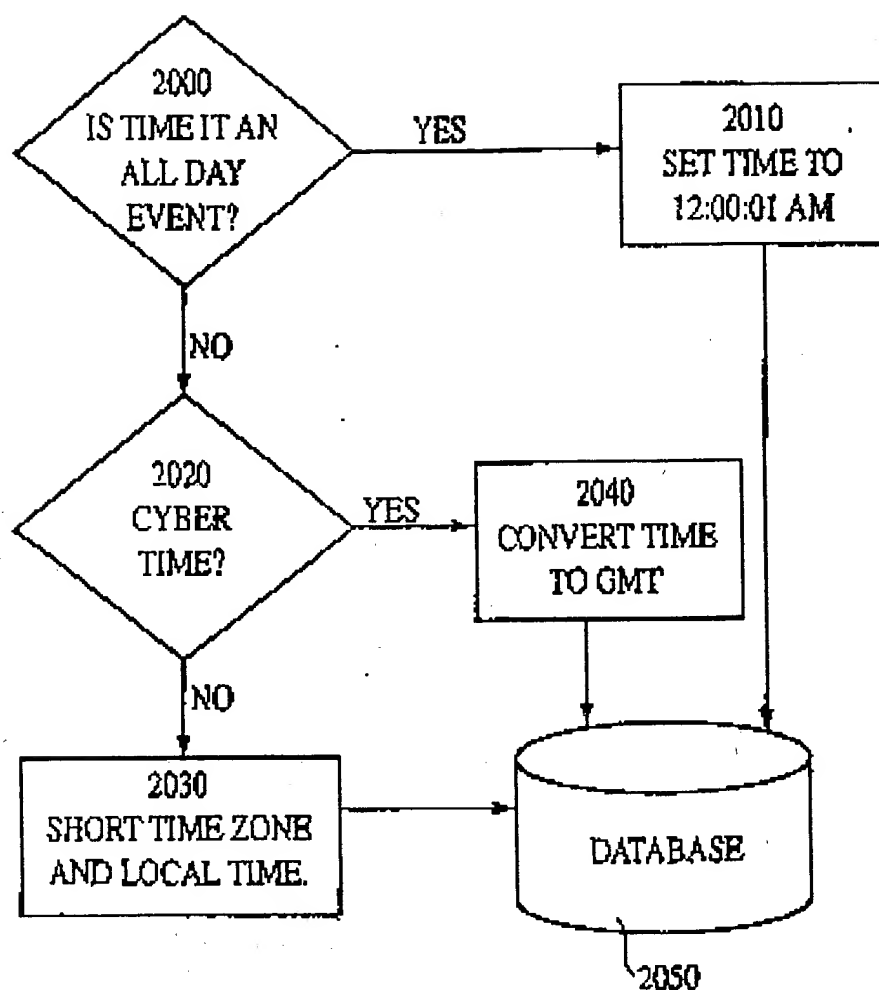 2000
IS TIME IT AN
ALL DAY
EVENT?
YES
2010
SET TIME TO
12:00:01 AM
NO
2020
CYBER
TIME?
YES
2040
CONVERT TIME
TO GMT
NO
2030
SHORT TIME ZONE
AND LOCAL TIME.
DATABASE
2050